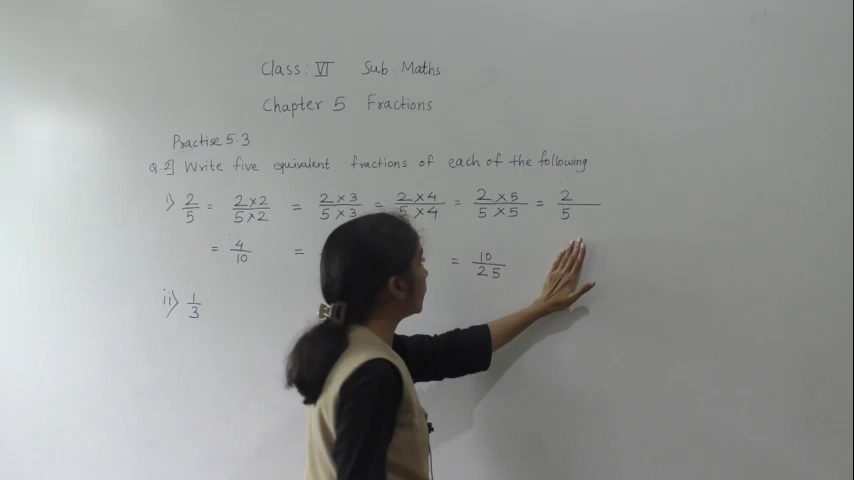 Class: VI Sub. Maths
Chapter 5 Fractions
Practise 5.3
Q.2] Write five equivalent fractions of each of the following
i) 2/5 = 2×2/5×2 = 2×3/5×3 = 2×4/5×4 = 2×5/5×5 = 2/5
= 4/10 = = 10/25
ii) 1/3